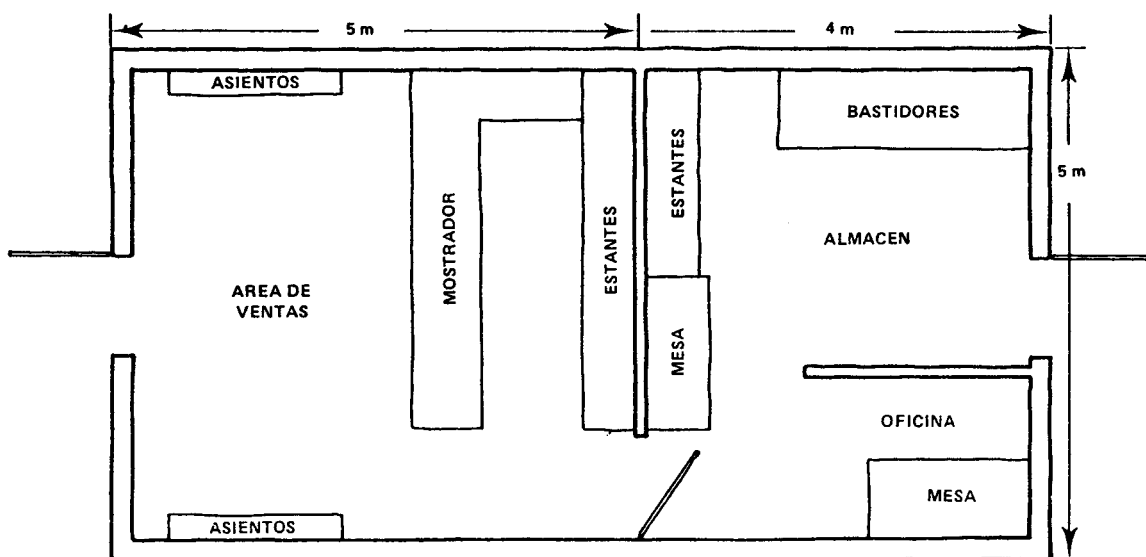 5 m
4 m
ASIENTOS
BASTIDORES
5 m
ESTANTES
MOSTRADOR
ESTANTES
ALMACEN
AREA DE
VENTAS
MESA
OFICINA
MESA
ASIENTOS